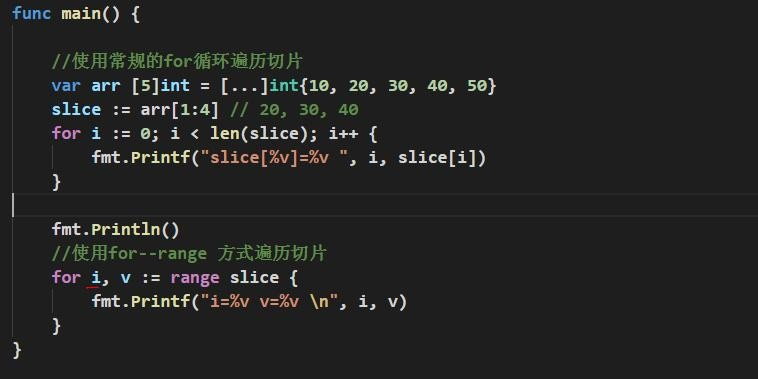 func main() {
//使用常规的for循环遍历切片
var arr [5]int = [...]int{10, 20, 30, 40, 50}
slice := arr[1:4] // 20, 30, 40
for i := 0; i < len(slice); i++ {
fmt.Printf("slice[%v]=%v ", i, slice[i])
}
fmt.Println()
//使用for--range 方式遍历切片
for i, v := range slice {
fmt.Printf("i=%v v=%v \n", i, v)
}
}